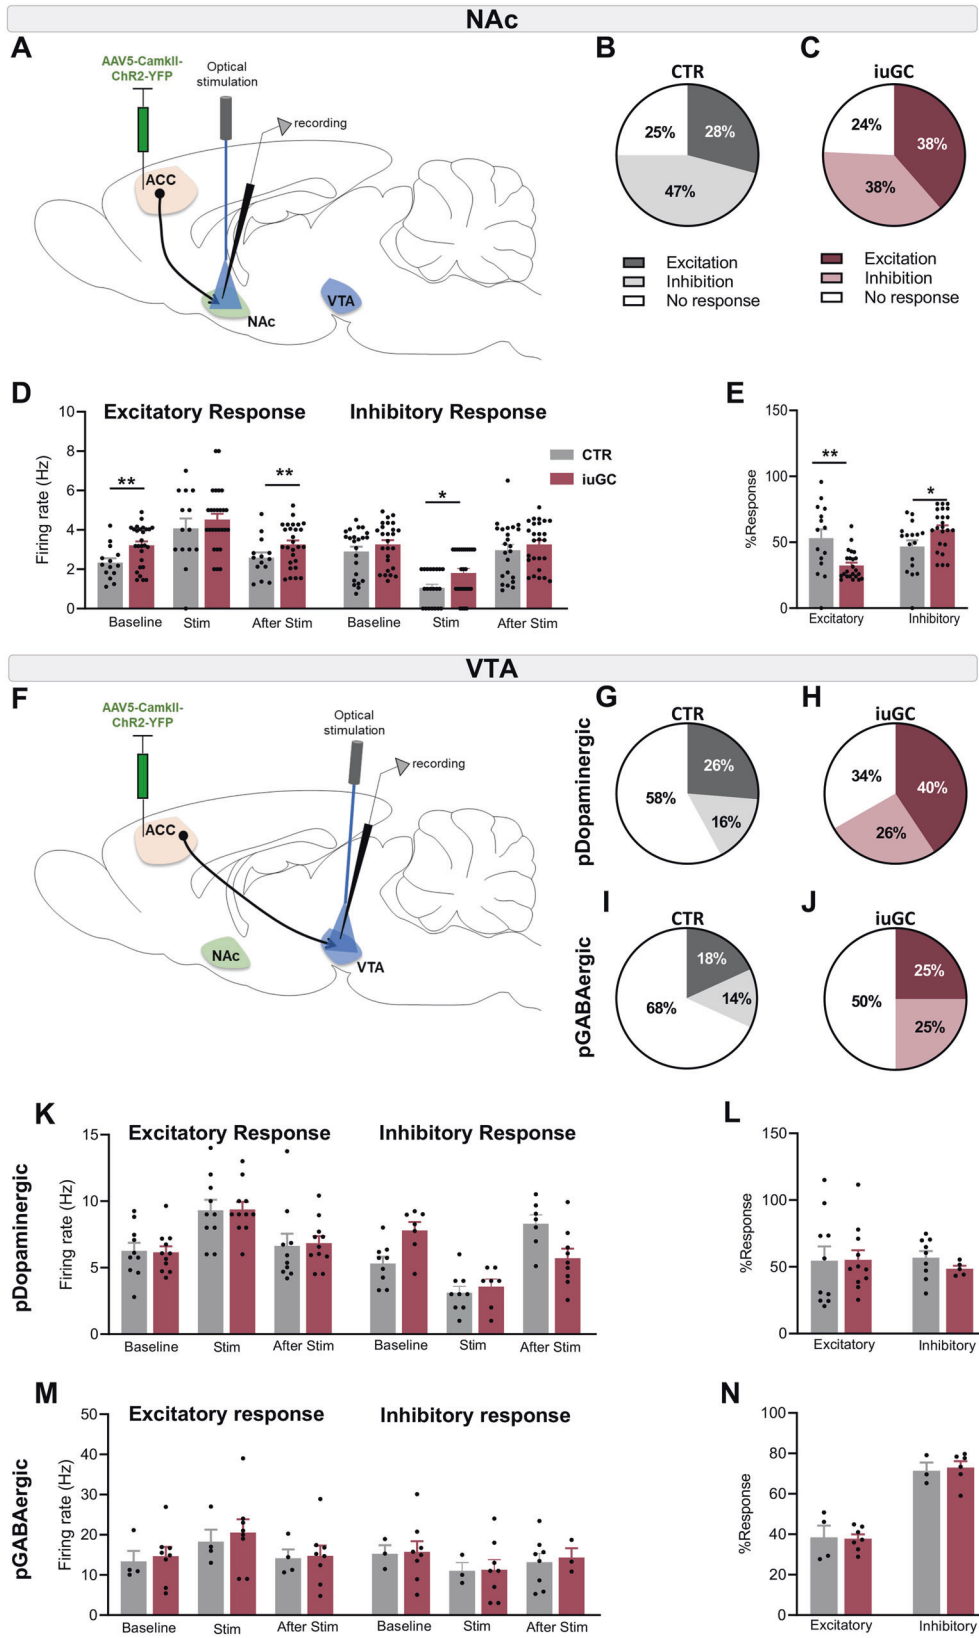 NAc
A
AAV5-CamkII-
ChR2-YFP
Optical
stimulation
recording
ACC
NAc
VTA
B
CTR
25%
28%
47%
Excitation
Inhibition
No response
C
iuGC
24%
38%
38%
Excitation
Inhibition
No response
D
Excitatory Response
Inhibitory Response
Firing rate (Hz)
10
8
6
4
2
0
**
**
*
CTR
iuGC
Baseline
Stim
After Stim
Baseline
Stim
After Stim
E
%Response
150
100
50
0
**
*
Excitatory
Inhibitory
VTA
F
AAV5-CamkII-
ChR2-YFP
Optical
stimulation
recording
ACC
NAc
VTA
pDopaminergic
G
CTR
26%
58%
16%
H
iuGC
34%
40%
26%
pGABAergic
I
CTR
18%
14%
68%
J
iuGC
25%
50%
25%
K
pDopaminergic
Excitatory Response
Inhibitory Response
Firing rate (Hz)
15
10
5
0
Baseline
Stim
After Stim
Baseline
Stim
After Stim
L
%Response
150
100
50
0
Excitatory
Inhibitory
M
pGABAergic
Excitatory response
Inhibitory response
Firing rate (Hz)
50
40
30
20
10
0
Baseline
Stim
After Stim
Baseline
Stim
After Stim
N
%Response
100
80
60
40
20
0
Excitatory
Inhibitory